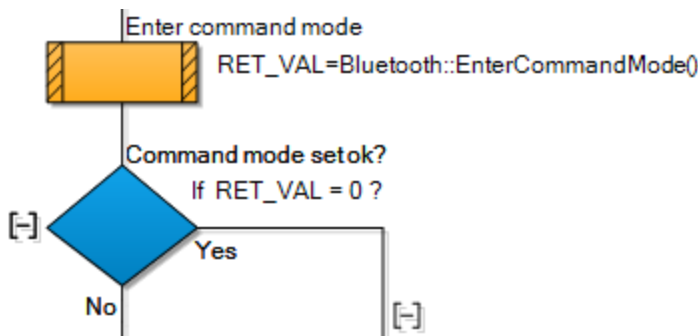 Enter command mode
RET_VAL=Bluetooth::EnterCommandMode()
Command mode set ok?
If RET_VAL = 0 ?
[-]
Yes
No
[-]